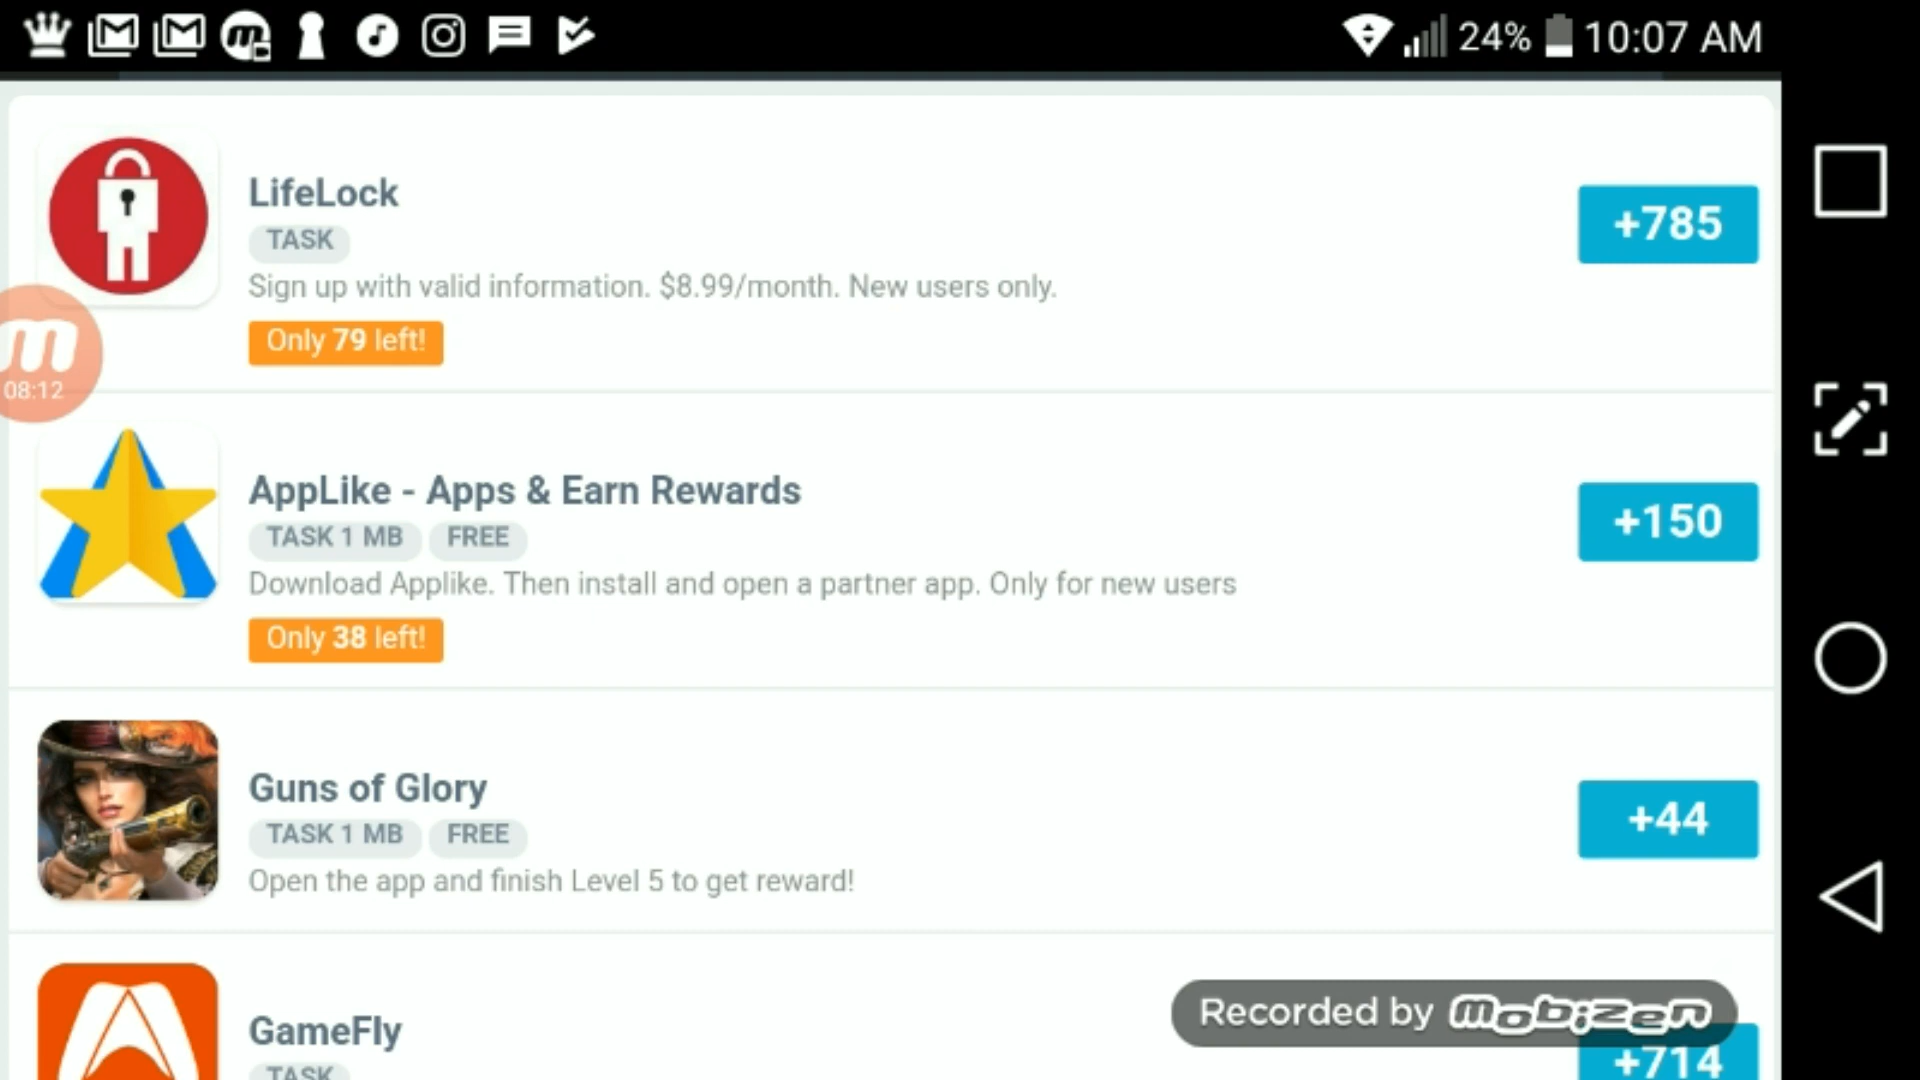 24% 10:07 AM
LifeLock
TASK
+785
Sign up with valid information. $8.99/month. New users only.
Only 79 left!
m
08:12
AppLike - Apps & Earn Rewards
TASK 1 MB FREE
+150
Download Applike. Then install and open a partner app. Only for new users
Only 38 left!
Guns of Glory
TASK 1 MB FREE
+44
Open the app and finish Level 5 to get reward!
GameFly
TASK
Recorded by mobizen
+714